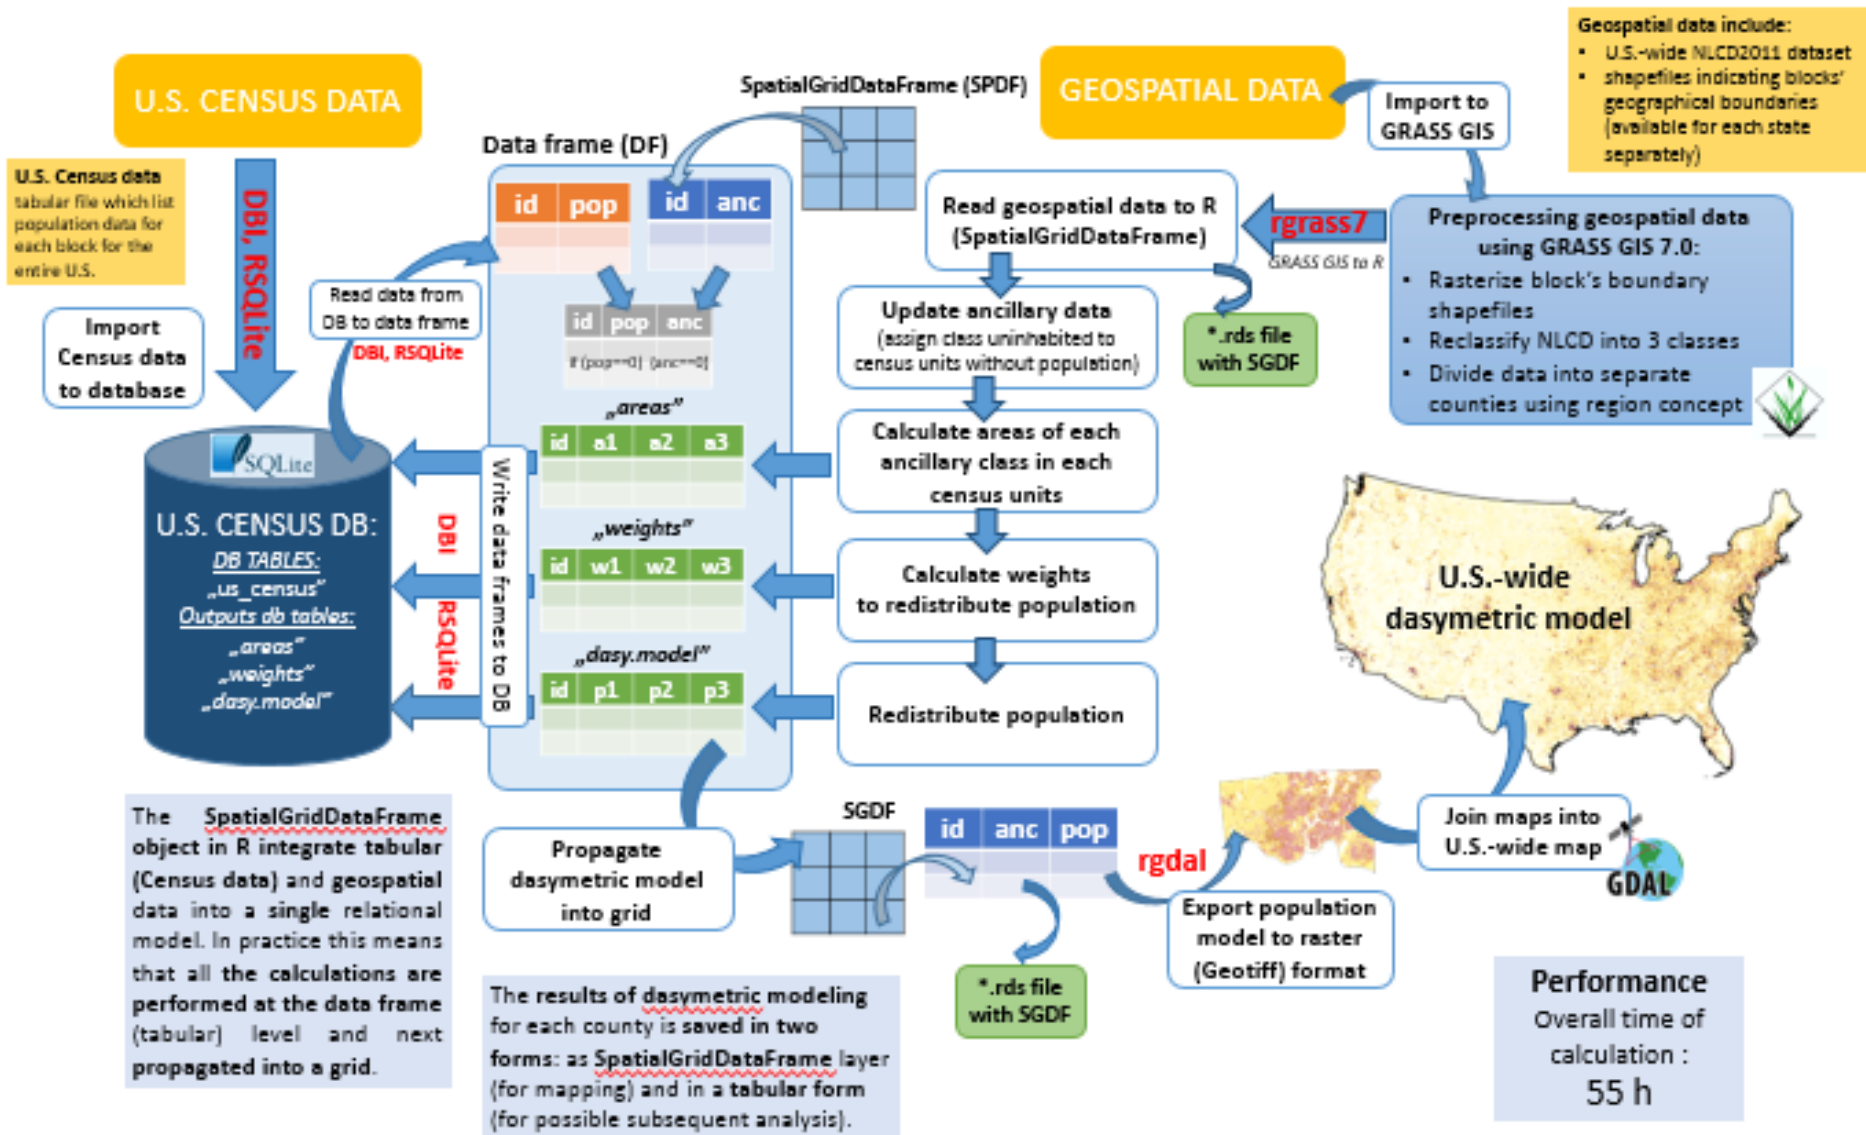 U.S. CENSUS DATA
U.S. Census data
tabular file which list
population data for
each block for the
entire U.S.
DBI, RSQLite
Import
Census data
to database
Read data from
DB to data frame
DBI, RSQLite
SQLite
U.S. CENSUS DB:
DB TABLES:
„us_census”
Outputs db tables:
„areas”
„weights”
„dasy.model”
DBI
RSQLite
Write data frames to DB
Data frame (DF)
SpatialGridDataFrame (SPDF)
id pop
id anc
id pop anc
if (pop==0) (anc==0)
„areas”
id a1 a2 a3
„weights”
id w1 w2 w3
„dasy.model”
id p1 p2 p3
GEOSPATIAL DATA
Import to
GRASS GIS
Geospatial data include:
• U.S.-wide NLCD2011 dataset
• shapefiles indicating blocks’
geographical boundaries
(available for each state
separately)
Preprocessing geospatial data
using GRASS GIS 7.0:
• Rasterize block’s boundary
shapefiles
• Reclassify NLCD into 3 classes
• Divide data into separate
counties using region concept
rgrass7
GRASS GIS to R
Read geospatial data to R
(SpatialGridDataFrame)
*.rds file
with SGDF
Update ancillary data
(assign class uninhabited to
census units without population)
Calculate areas of each
ancillary class in each
census units
Calculate weights
to redistribute population
Redistribute population
Propagate
dasymetric model
into grid
SGDF
id anc pop
*.rds file
with SGDF
rgdal
Export population
model to raster
(Geotiff) format
Join maps into
U.S.-wide map
GDAL
U.S.-wide
dasymetric model
The SpatialGridDataFrame
object in R integrate tabular
(Census data) and geospatial
data into a single relational
model. In practice this means
that all the calculations are
performed at the data frame
(tabular) level and next
propagated into a grid.
The results of dasymetric modeling
for each county is saved in two
forms: as SpatialGridDataFrame layer
(for mapping) and in a tabular form
(for possible subsequent analysis).
Performance
Overall time of
calculation :
55 h